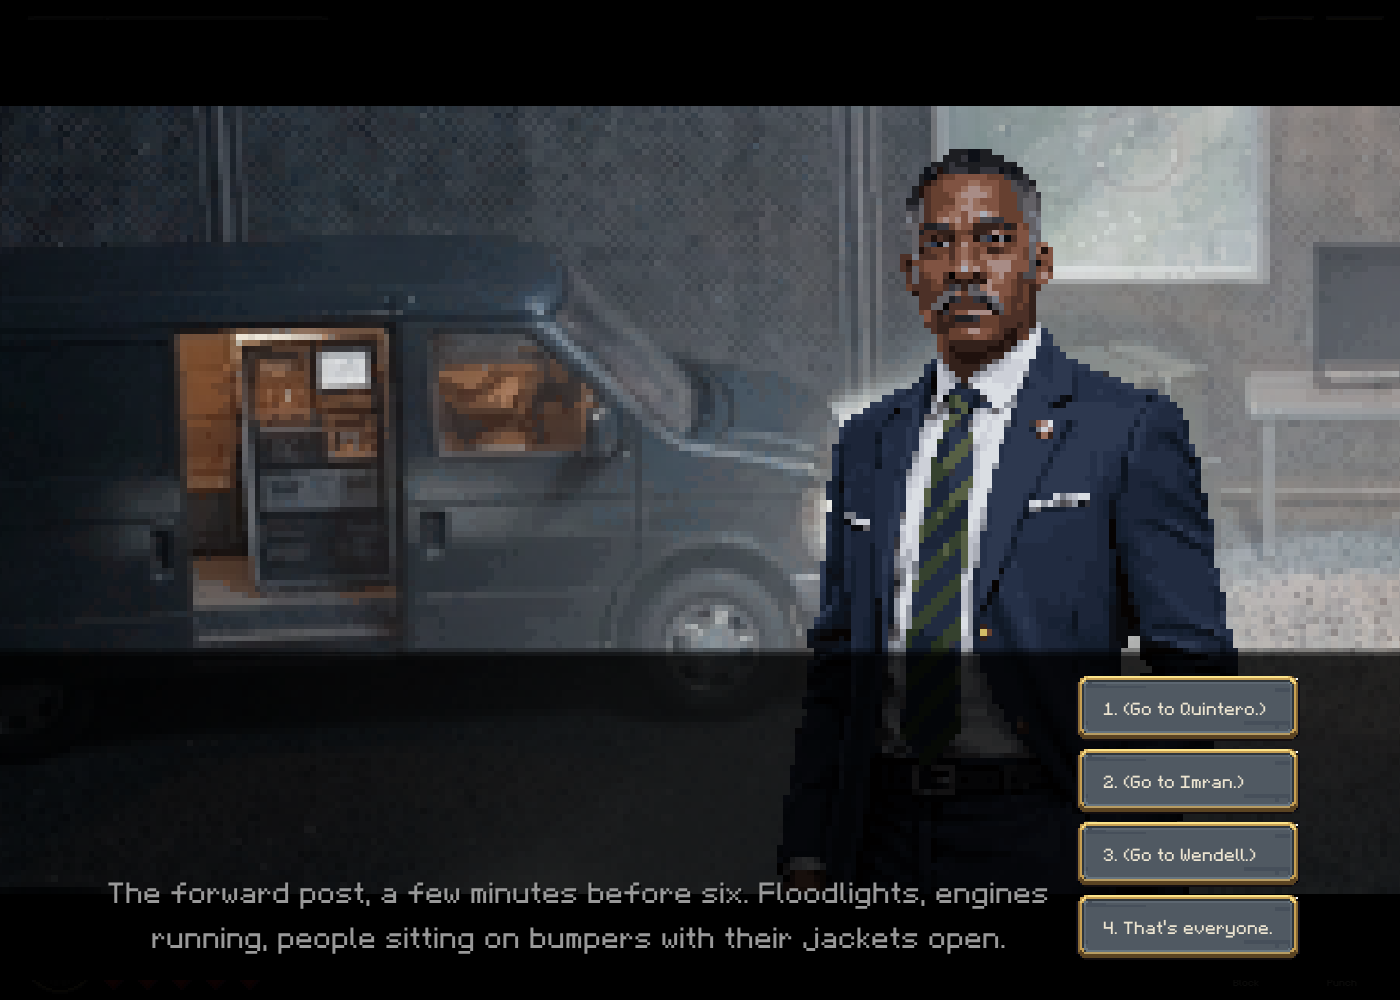 The forward post, a few minutes before six. Floodlights, engines
running, people sitting on bumpers with their jackets open.
1. (Go to Quintero.)
2. (Go to Imran.)
3. (Go to Wendell.)
4. That's everyone.